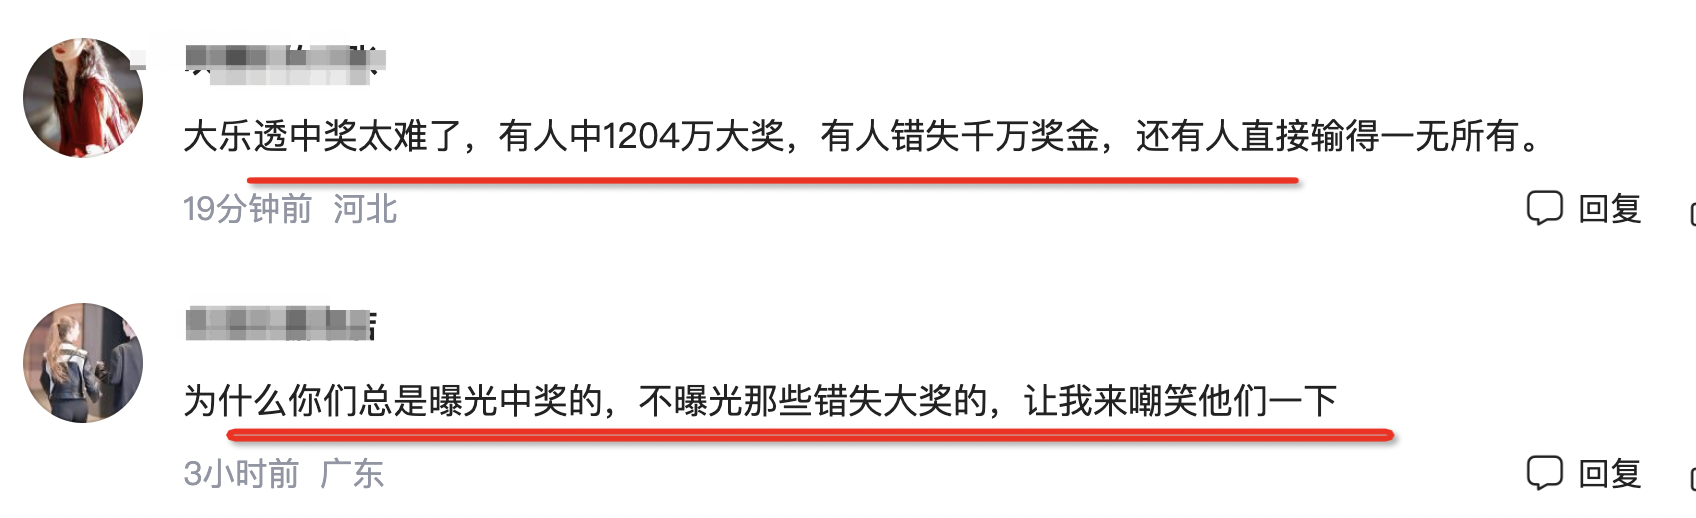 大乐透中奖太难了，有人中1204万大奖，有人错失千万奖金，还有人直接输得一无所有。
19分钟前 河北
回复
为什么你们总是曝光中奖的，不曝光那些错失大奖的，让我来嘲笑他们一下
3小时前 广东
回复